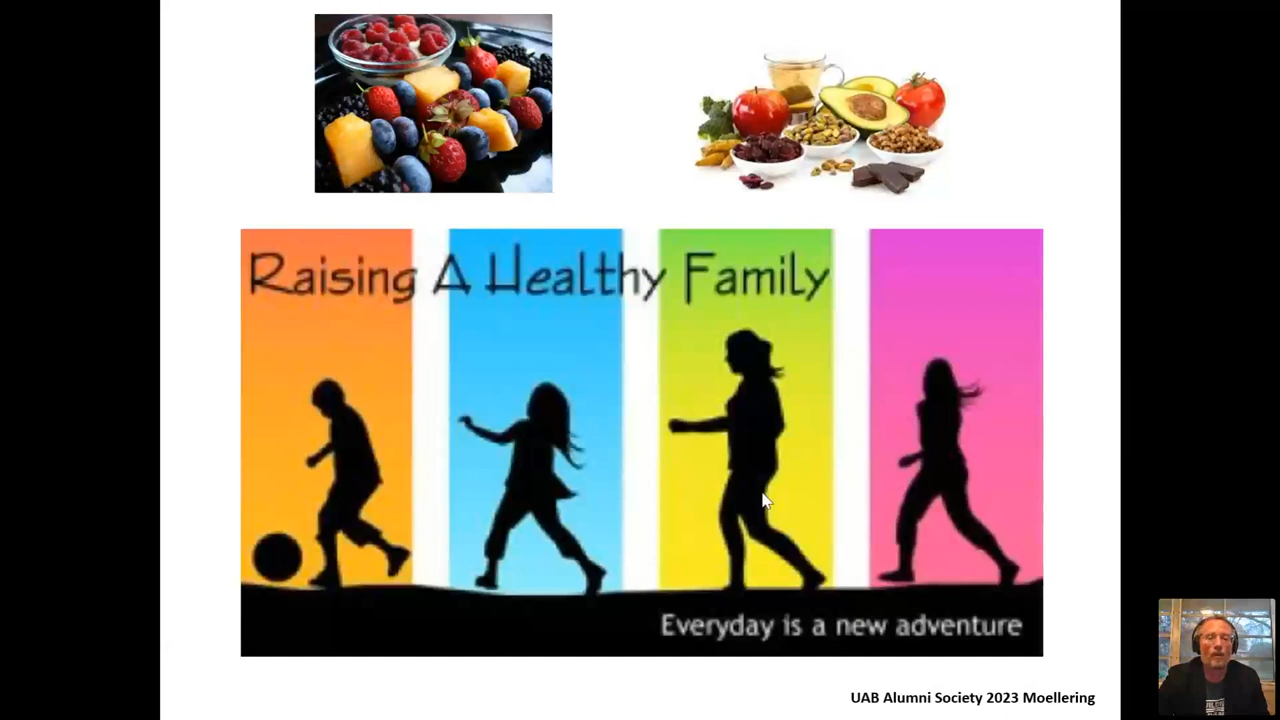 Raising A Healthy Family
Everyday is a new adventure
UAB Alumni Society 2023 Moellering